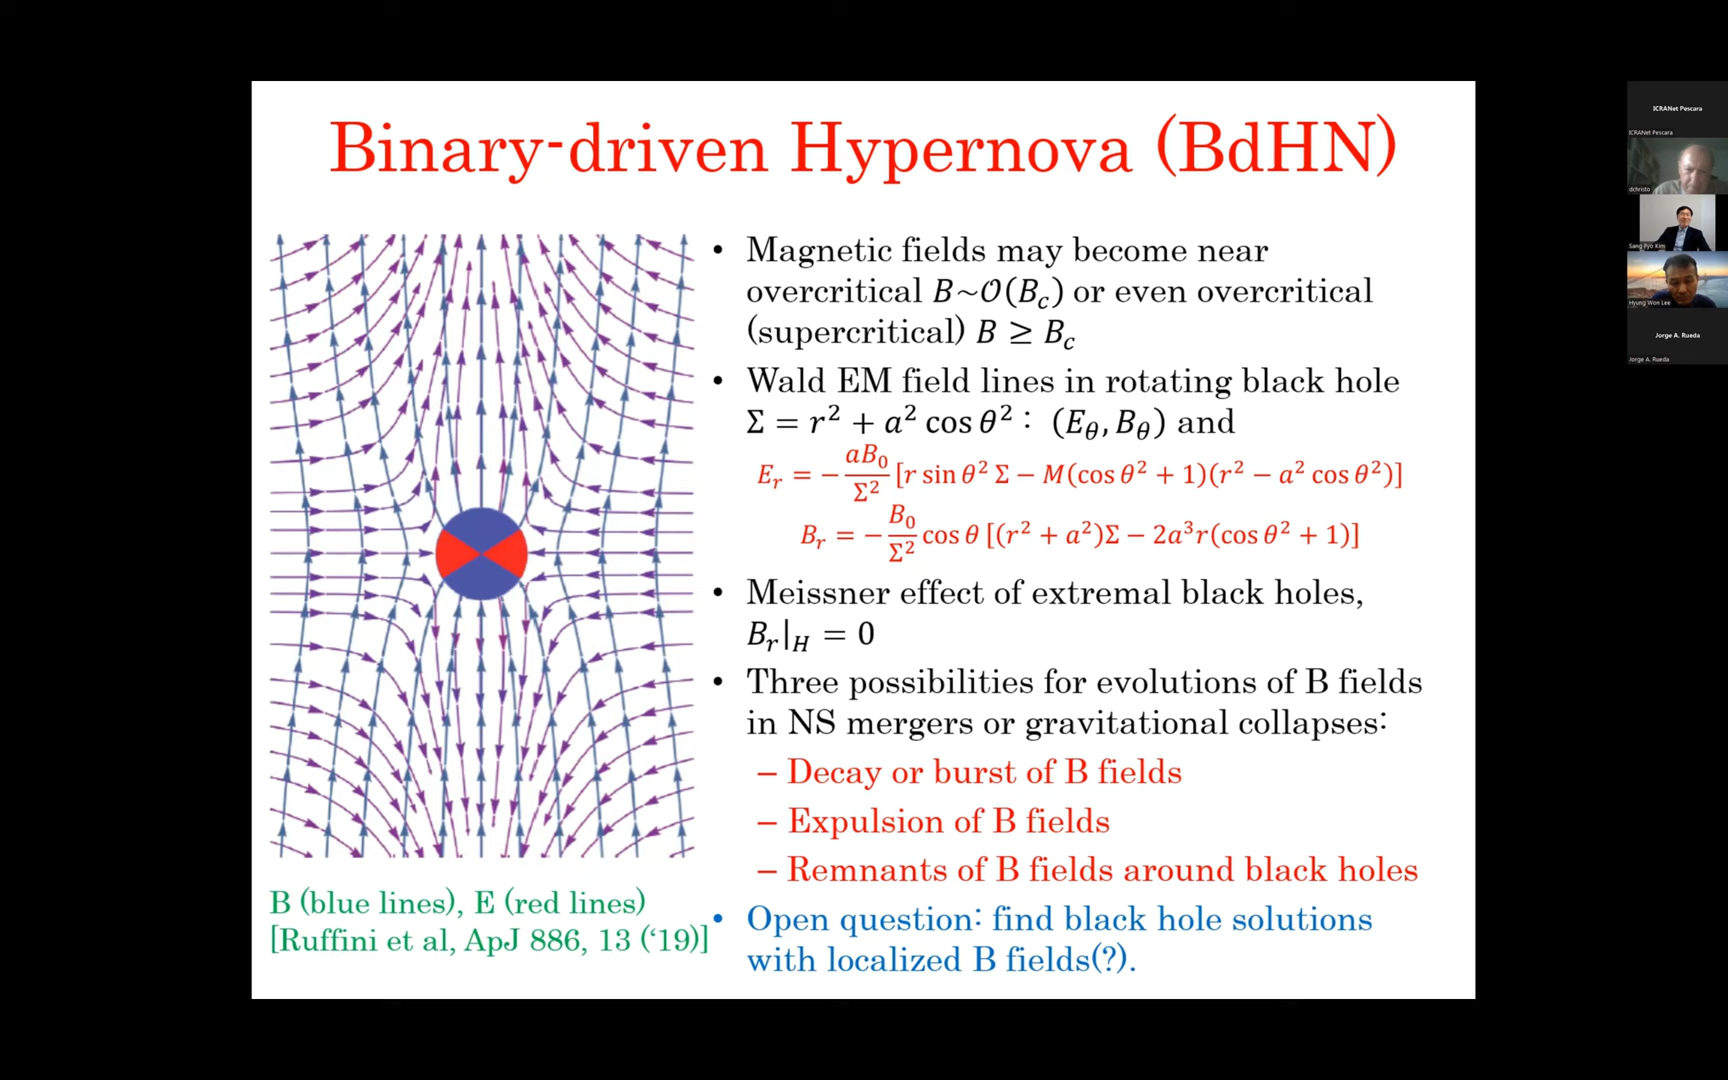 Binary-driven Hypernova (BdHN)
• Magnetic fields may become near
overcritical B~𝒪(B_c) or even overcritical
(supercritical) B ≥ B_c
• Wald EM field lines in rotating black hole
Σ = r² + a² cos θ² : (E_θ, B_θ) and
E_r = − aB₀/Σ² [r sin θ² Σ − M(cos θ² + 1)(r² − a² cos θ²)]
B_r = − B₀/Σ² cos θ [(r² + a²)Σ − 2a³r(cos θ² + 1)]
• Meissner effect of extremal black holes,
B_r|_H = 0
• Three possibilities for evolutions of B fields
in NS mergers or gravitational collapses:
– Decay or burst of B fields
– Expulsion of B fields
– Remnants of B fields around black holes
• Open question: find black hole solutions
with localized B fields(?).
B (blue lines), E (red lines)
[Ruffini et al, ApJ 886, 13 (‘19)]
ICRANet Pescara
ICRANet Pescara
dchristo
Sang Pyo Kim
Hyung Won Lee
Jorge A. Rueda
Jorge A. Rueda